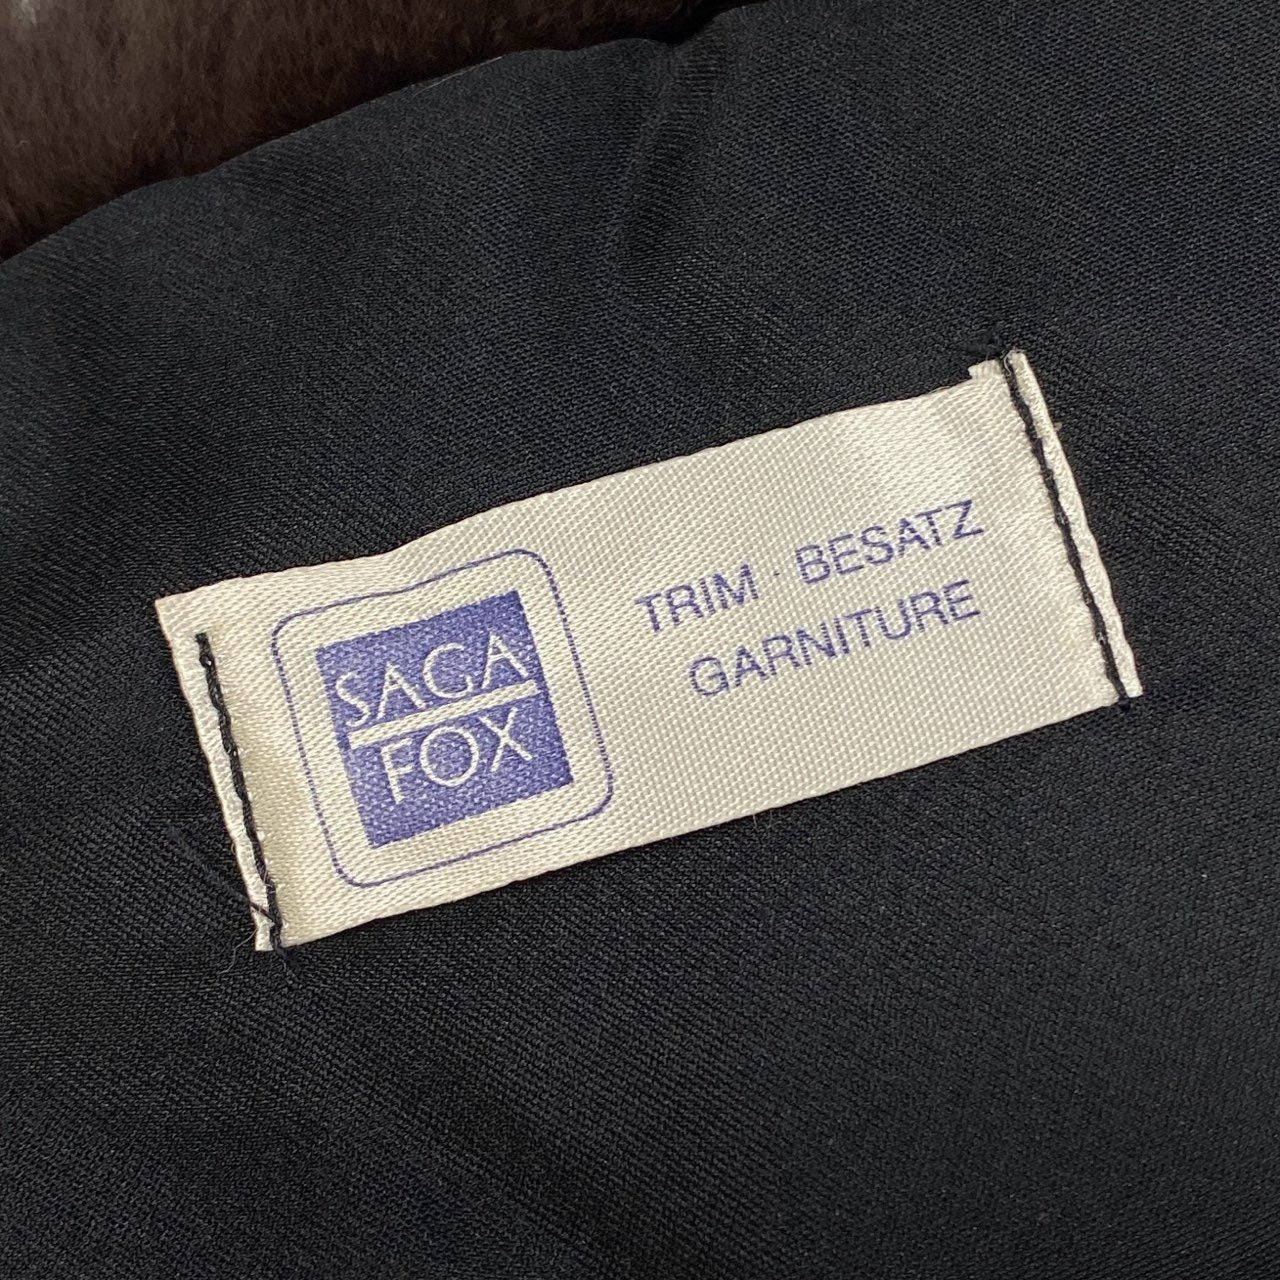 SAGA
FOX
TRIM · BESATZ
GARNITURE